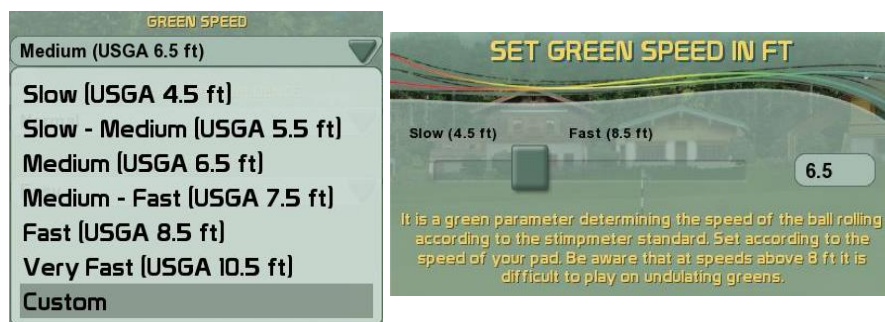 GREEN SPEED
Medium (USGA 6.5 ft)
Slow (USGA 4.5 ft)
Slow - Medium (USGA 5.5 ft)
Medium (USGA 6.5 ft)
Medium - Fast (USGA 7.5 ft)
Fast (USGA 8.5 ft)
Very Fast (USGA 10.5 ft)
Custom
SET GREEN SPEED IN FT
Slow (4.5 ft) Fast (8.5 ft)
6.5
It is a green parameter determining the speed of the ball rolling
according to the stimpmeter standard. Set according to the
speed of your pad. Be aware that at speeds above 8 ft it is
difficult to play on undulating greens.